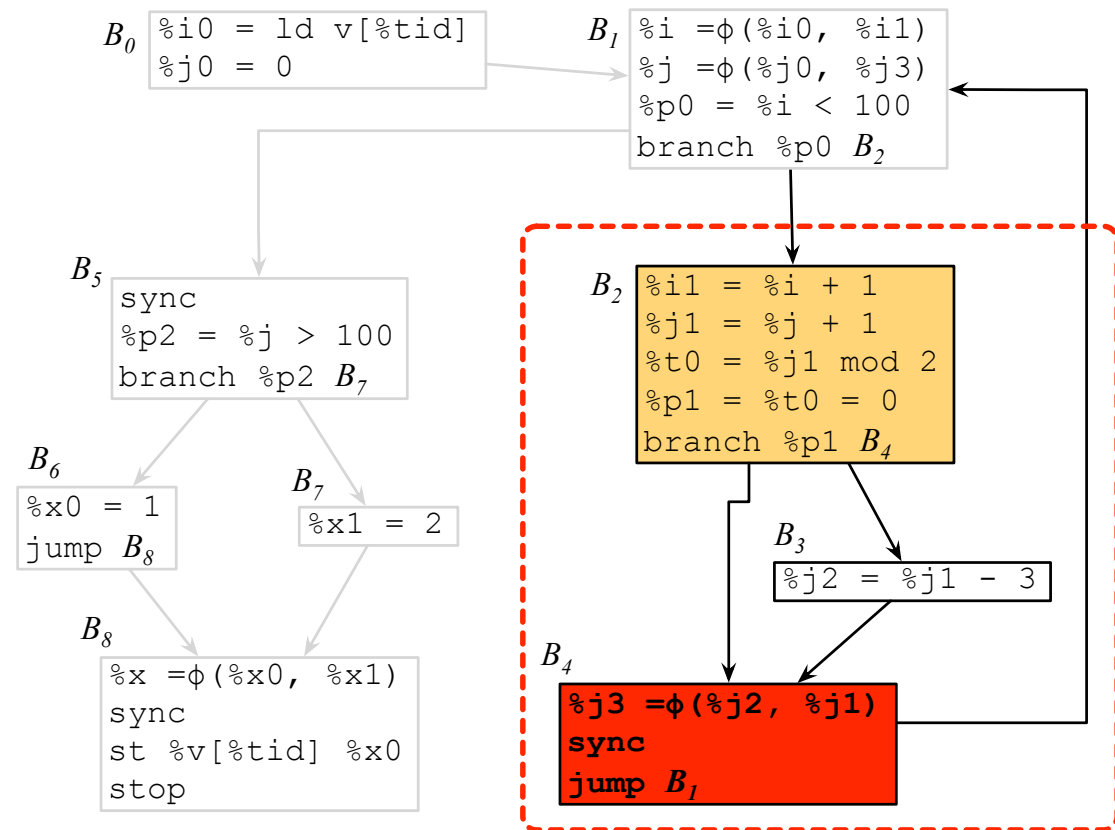 B0
%i0 = ld v[%tid]
%j0 = 0
B1
%i =ϕ(%i0, %i1)
%j =ϕ(%j0, %j3)
%p0 = %i < 100
branch %p0 B2
B2
%i1 = %i + 1
%j1 = %j + 1
%t0 = %j1 mod 2
%p1 = %t0 = 0
branch %p1 B4
B3
%j2 = %j1 - 3
B4
%j3 =ϕ(%j2, %j1)
sync
jump B1
B5
sync
%p2 = %j > 100
branch %p2 B7
B6
%x0 = 1
jump B8
B7
%x1 = 2
B8
%x =ϕ(%x0, %x1)
sync
st %v[%tid] %x0
stop